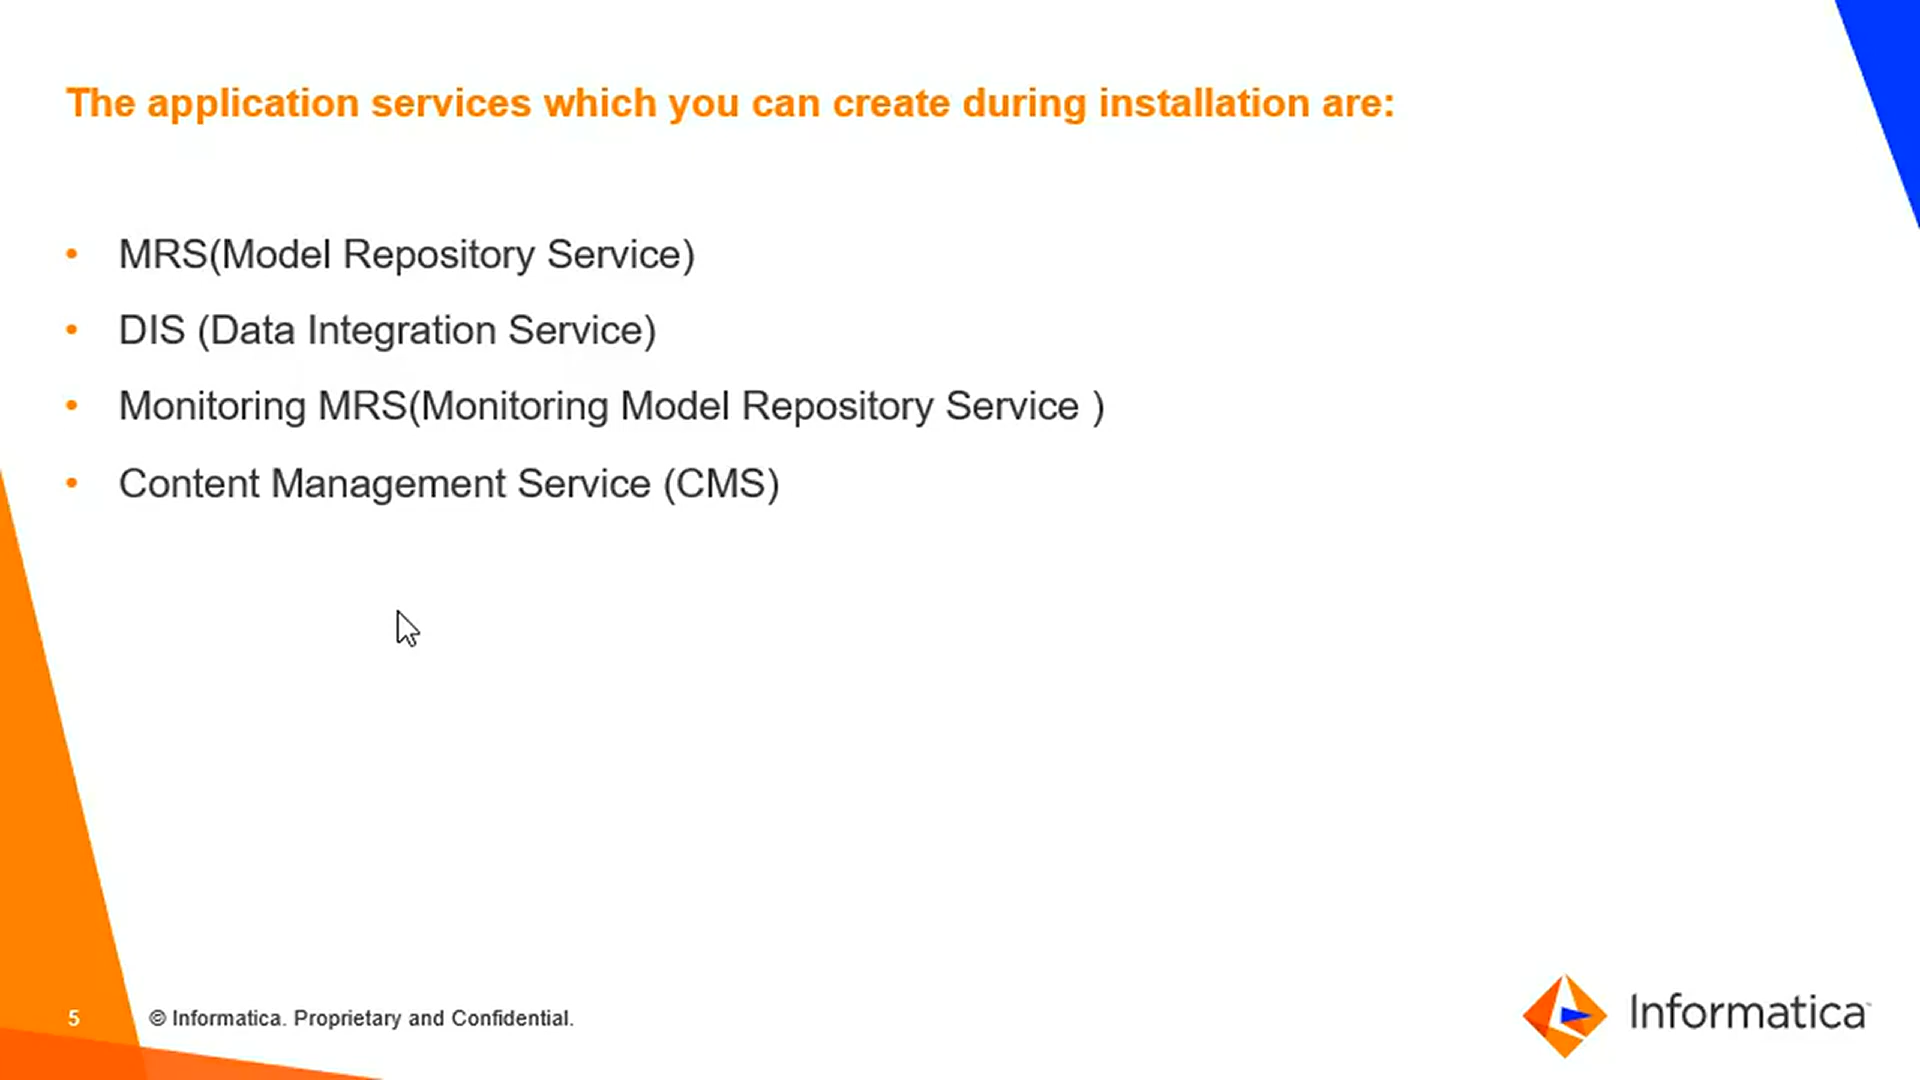 The application services which you can create during installation are:
• MRS(Model Repository Service)
• DIS (Data Integration Service)
• Monitoring MRS(Monitoring Model Repository Service )
• Content Management Service (CMS)
5 © Informatica. Proprietary and Confidential.
Informatica™